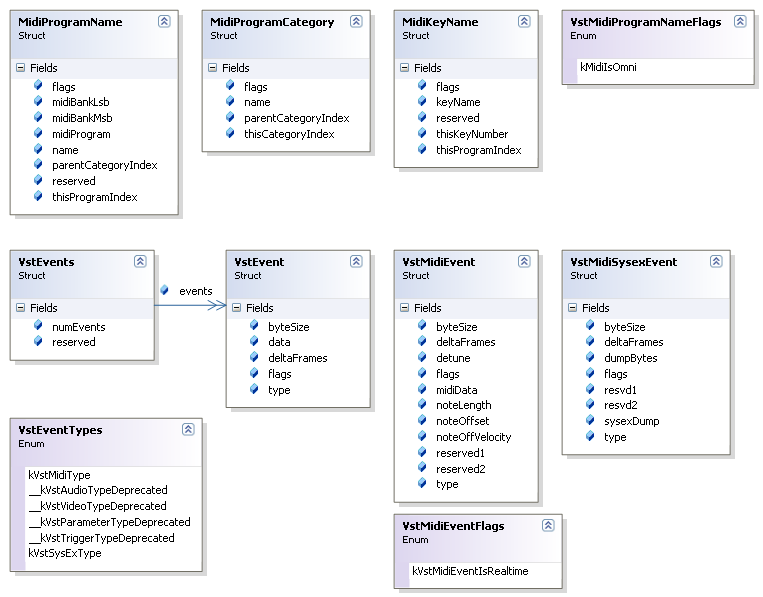 MidiProgramName
Struct
Fields
flags
midiBankLsb
midiBankMsb
midiProgram
name
parentCategoryIndex
reserved
thisProgramIndex
MidiProgramCategory
Struct
Fields
flags
name
parentCategoryIndex
thisCategoryIndex
MidiKeyName
Struct
Fields
flags
keyName
reserved
thisKeyNumber
thisProgramIndex
VstMidiProgramNameFlags
Enum
kMidiIsOmni
VstEvents
Struct
Fields
numEvents
reserved
events
VstEvent
Struct
Fields
byteSize
data
deltaFrames
flags
type
VstMidiEvent
Struct
Fields
byteSize
deltaFrames
detune
flags
midiData
noteLength
noteOffset
noteOffVelocity
reserved1
reserved2
type
VstMidiSysexEvent
Struct
Fields
byteSize
deltaFrames
dumpBytes
flags
resvd1
resvd2
sysexDump
type
VstEventTypes
Enum
kVstMidiType
__kVstAudioTypeDeprecated
__kVstVideoTypeDeprecated
__kVstParameterTypeDeprecated
__kVstTriggerTypeDeprecated
kVstSysExType
VstMidiEventFlags
Enum
kVstMidiEventIsRealtime